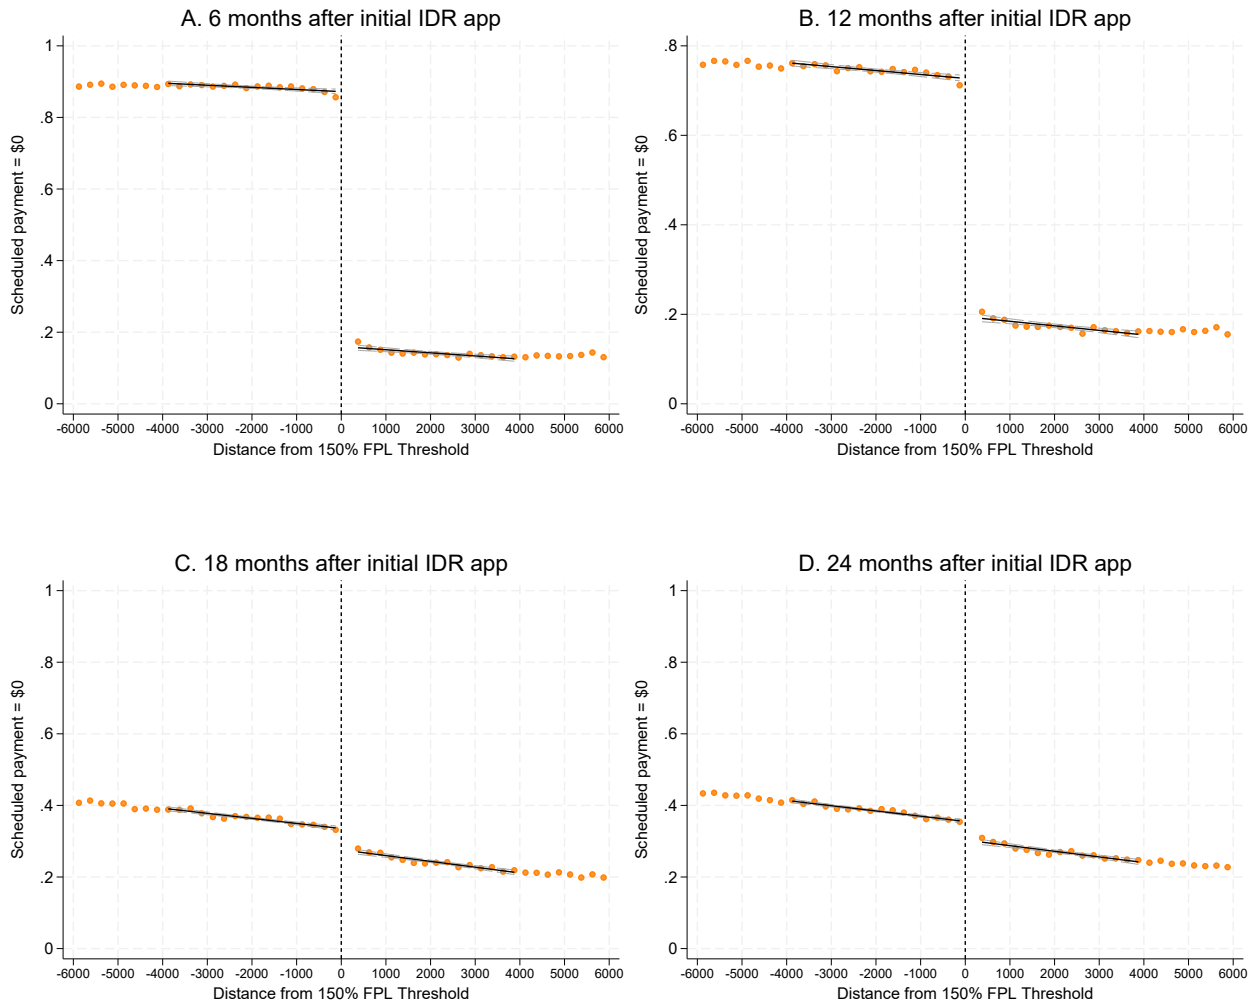 A. 6 months after initial IDR app
Scheduled payment = $0
1
.8
.6
.4
.2
0
-6000 -5000 -4000 -3000 -2000 -1000 0 1000 2000 3000 4000 5000 6000
Distance from 150% FPL Threshold
B. 12 months after initial IDR app
Scheduled payment = $0
.8
.6
.4
.2
0
-6000 -5000 -4000 -3000 -2000 -1000 0 1000 2000 3000 4000 5000 6000
Distance from 150% FPL Threshold
C. 18 months after initial IDR app
Scheduled payment = $0
1
.8
.6
.4
.2
0
-6000 -5000 -4000 -3000 -2000 -1000 0 1000 2000 3000 4000 5000 6000
Distance from 150% FPL Threshold
D. 24 months after initial IDR app
Scheduled payment = $0
1
.8
.6
.4
.2
0
-6000 -5000 -4000 -3000 -2000 -1000 0 1000 2000 3000 4000 5000 6000
Distance from 150% FPL Threshold